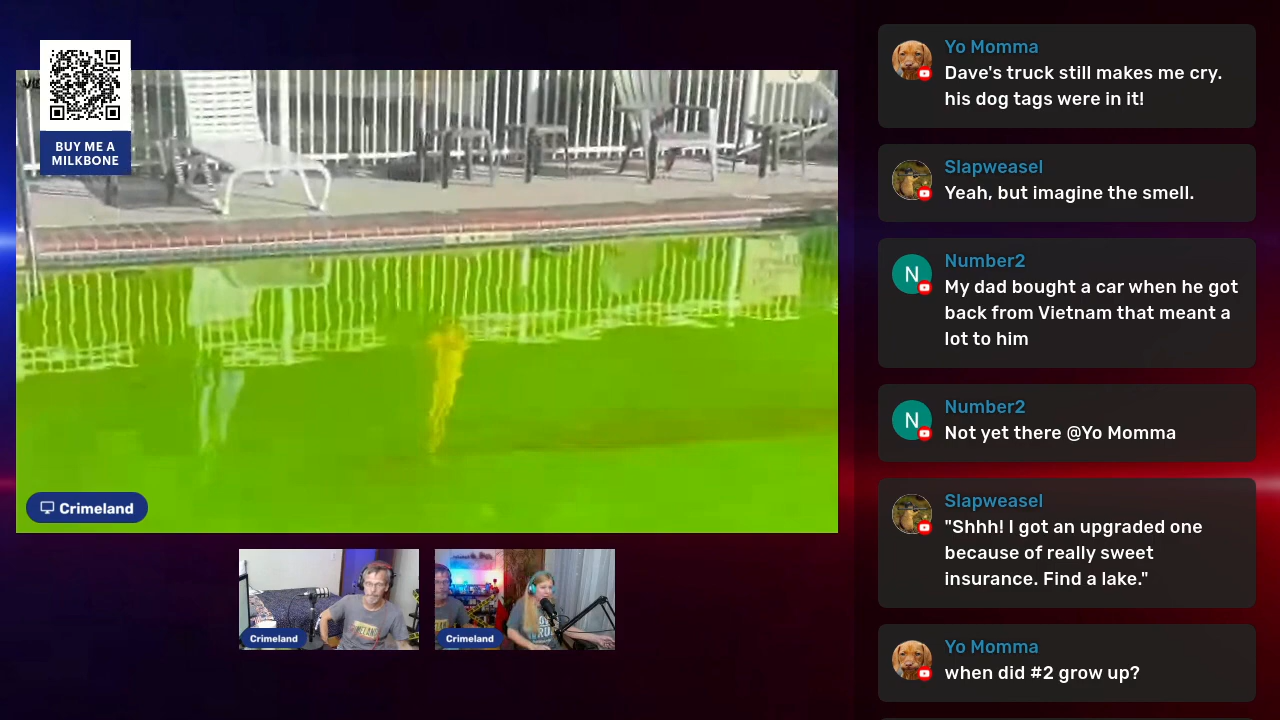 BUY ME A
MILKBONE
Crimeland
Crimeland
Crimeland
Yo Momma
Dave's truck still makes me cry.
his dog tags were in it!
Slapweasel
Yeah, but imagine the smell.
N
Number2
My dad bought a car when he got
back from Vietnam that meant a
lot to him
N
Number2
Not yet there @Yo Momma
Slapweasel
"Shhh! I got an upgraded one
because of really sweet
insurance. Find a lake."
Yo Momma
when did #2 grow up?